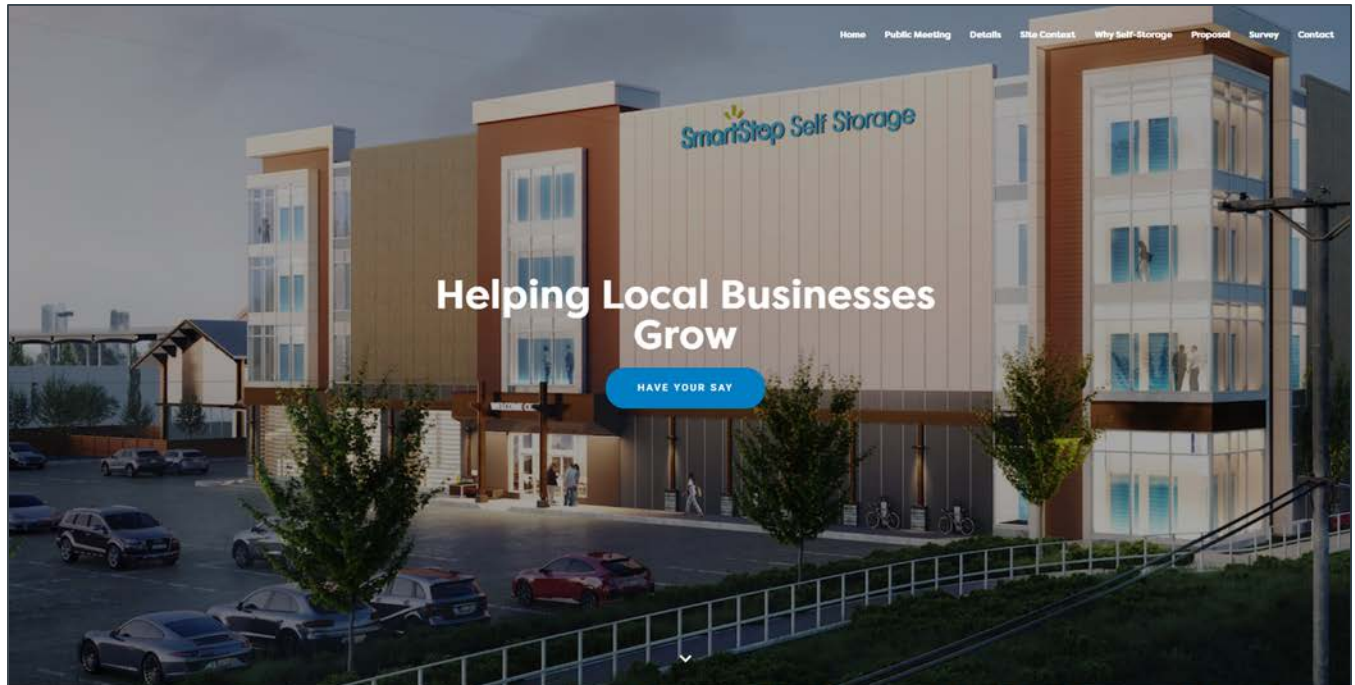 Home Public Meeting Details Site Context Why Self-Storage Proposal Survey Contact
SmartStop Self Storage
Helping Local Businesses
Grow
HAVE YOUR SAY